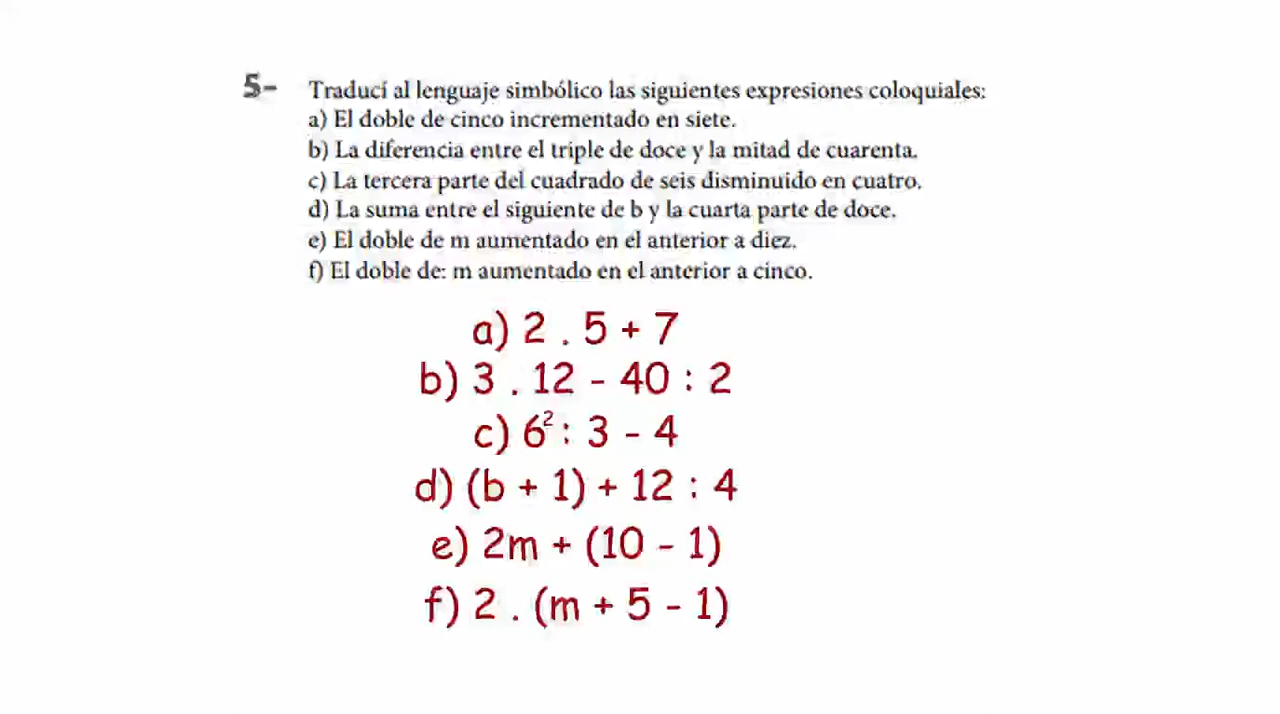 5- Traducí al lenguaje simbólico las siguientes expresiones coloquiales:
a) El doble de cinco incrementado en siete.
b) La diferencia entre el triple de doce y la mitad de cuarenta.
c) La tercera parte del cuadrado de seis disminuido en cuatro.
d) La suma entre el siguiente de b y la cuarta parte de doce.
e) El doble de m aumentado en el anterior a diez.
f) El doble de: m aumentado en el anterior a cinco.
a) 2 . 5 + 7
b) 3 . 12 - 40 : 2
c) 6² : 3 - 4
d) (b + 1) + 12 : 4
e) 2m + (10 - 1)
f) 2 . (m + 5 - 1)